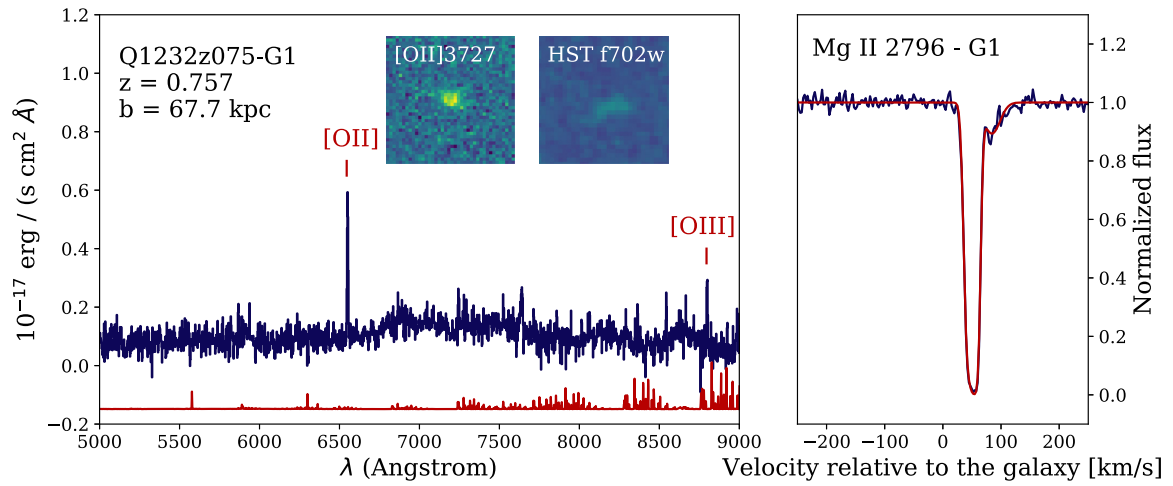 Q1232z075-G1
z = 0.757
b = 67.7 kpc
[OII]3727
HST f702w
[OII]
[OIII]
1.2
1.0
0.8
0.6
0.4
0.2
0.0
−0.2
10⁻¹⁷ erg / (s cm² Å)
5000 5500 6000 6500 7000 7500 8000 8500 9000
λ (Angstrom)
Mg II 2796 - G1
1.2
1.0
0.8
0.6
0.4
0.2
0.0
Normalized flux
−200 −100 0 100 200
Velocity relative to the galaxy [km/s]